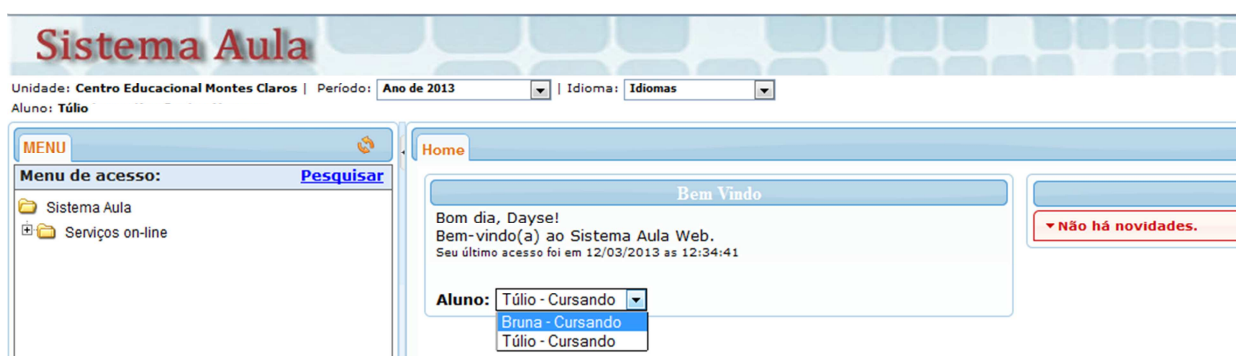 Sistema Aula
Unidade: Centro Educacional Montes Claros | Período: Ano de 2013 | Idioma: Idiomas
Aluno: Túlio
MENU
Menu de acesso: Pesquisar
Sistema Aula
Serviços on-line
Home
Bem Vindo
Bom dia, Dayse!
Bem-vindo(a) ao Sistema Aula Web.
Seu último acesso foi em 12/03/2013 as 12:34:41
Aluno: Túlio - Cursando
Bruna - Cursando
Túlio - Cursando
Não há novidades.